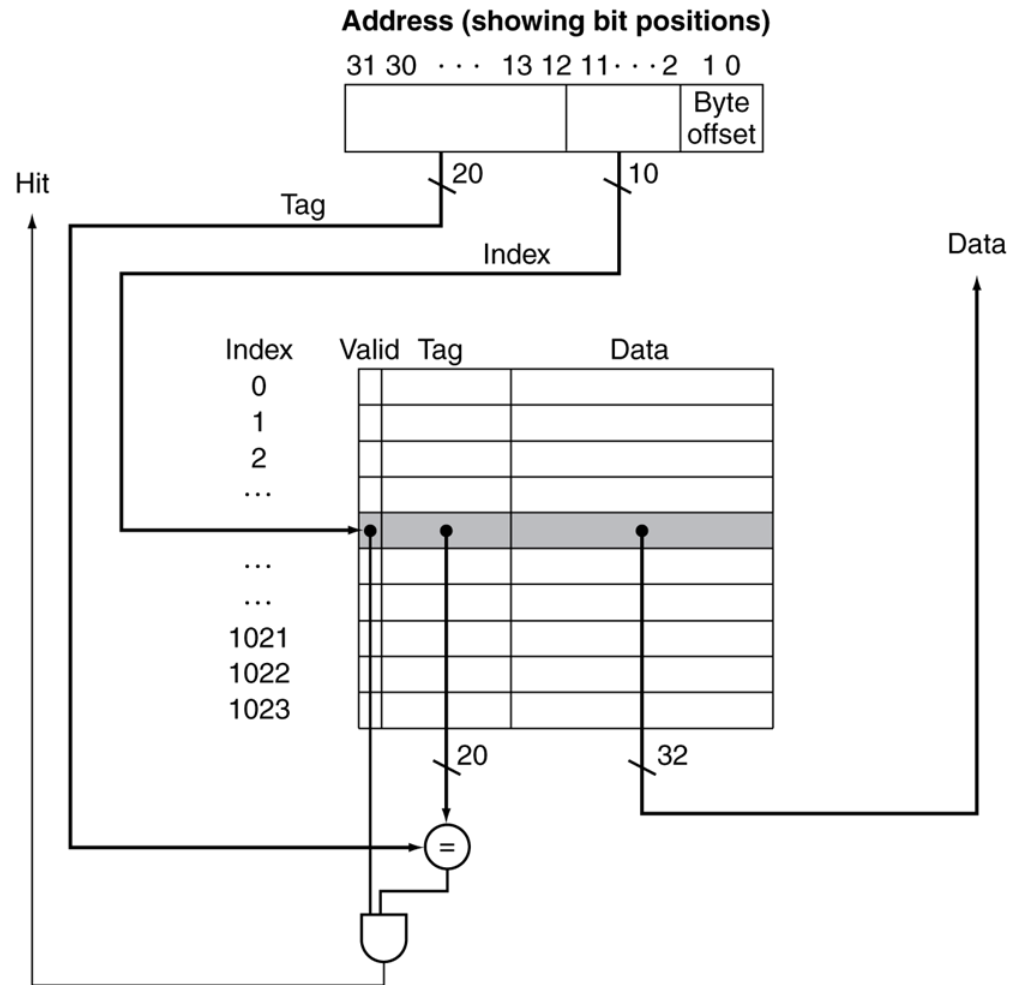 Address (showing bit positions)
31 30 ··· 13 12 11···2 1 0
Byte
offset
20
10
Hit
Tag
Index
Data
Index Valid Tag Data
0
1
2
···
···
···
1021
1022
1023
20
32
=